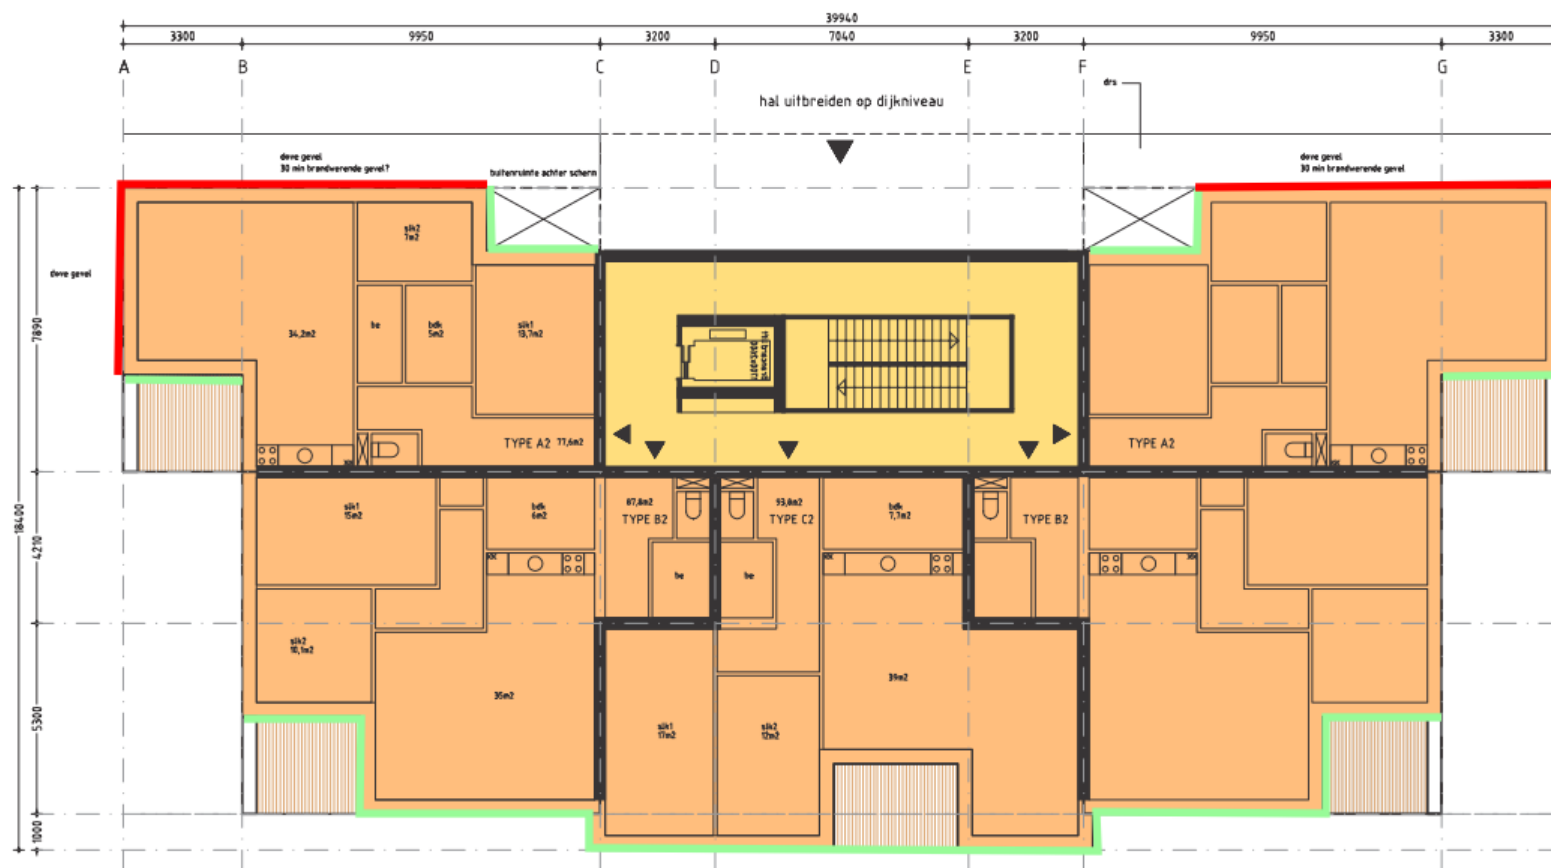 39940
3300 9950 3200 7040 3200 9950 3300
A B C D E F G
drs
hal uitbreiden op dijkniveau
dove gevel
30 min brandwerende gevel?
buitenruimte achter scherm
dove gevel
30 min brandwerende gevel
dove gevel
slk2
7m2
34,2m2
be
bdk
5m2
slk1
13,7m2
TYPE A2 77,6m2
TYPE A2
7890
18400
4210
5300
1000
slk1
15m2
bdk
6m2
87,8m2
TYPE B2
93,8m2
TYPE C2
bdk
7,7m2
TYPE B2
be
be
slk2
10,1m2
35m2
39m2
slk1
17m2
slk2
12m2